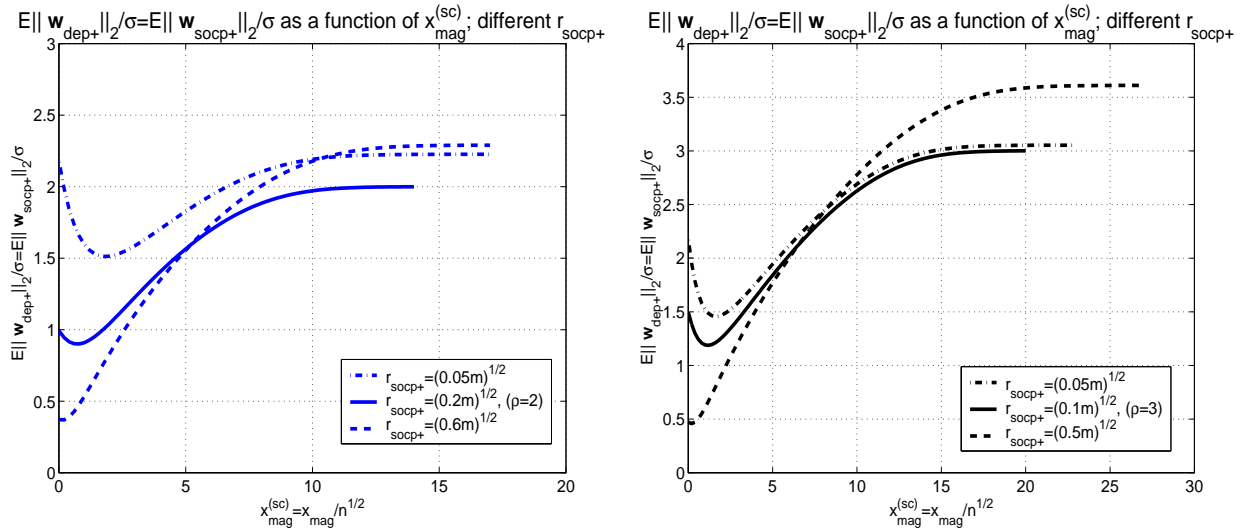 E|| w_dep+||_2/σ=E|| w_socp+||_2/σ as a function of x_mag^(sc); different r_socp+
3
2.5
2
1.5
1
0.5
0
E|| w_dep+||_2/σ=E|| w_socp+||_2/σ
r_socp+=(0.05m)^1/2
r_socp+=(0.2m)^1/2, (ρ=2)
r_socp+=(0.6m)^1/2
0 5 10 15 20
x_mag^(sc)=x_mag/n^1/2
E|| w_dep+||_2/σ=E|| w_socp+||_2/σ as a function of x_mag^(sc); different r_socp+
4
3.5
3
2.5
2
1.5
1
0.5
0
E|| w_dep+||_2/σ=E|| w_socp+||_2/σ
r_socp+=(0.05m)^1/2
r_socp+=(0.1m)^1/2, (ρ=3)
r_socp+=(0.5m)^1/2
0 5 10 15 20 25 30
x_mag^(sc)=x_mag/n^1/2